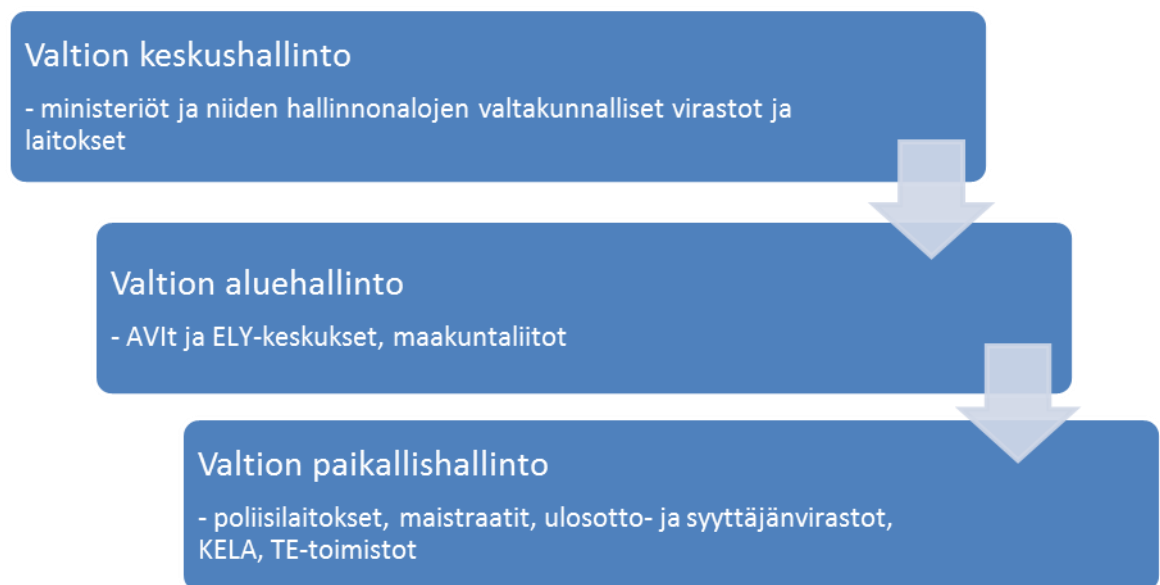 Valtion keskushallinto
- ministeriöt ja niiden hallinnonalojen valtakunnalliset virastot ja
laitokset
Valtion aluehallinto
- AVIt ja ELY-keskukset, maakuntaliitot
Valtion paikallishallinto
- poliisilaitokset, maistraatit, ulosotto- ja syyttäjänvirastot,
KELA, TE-toimistot